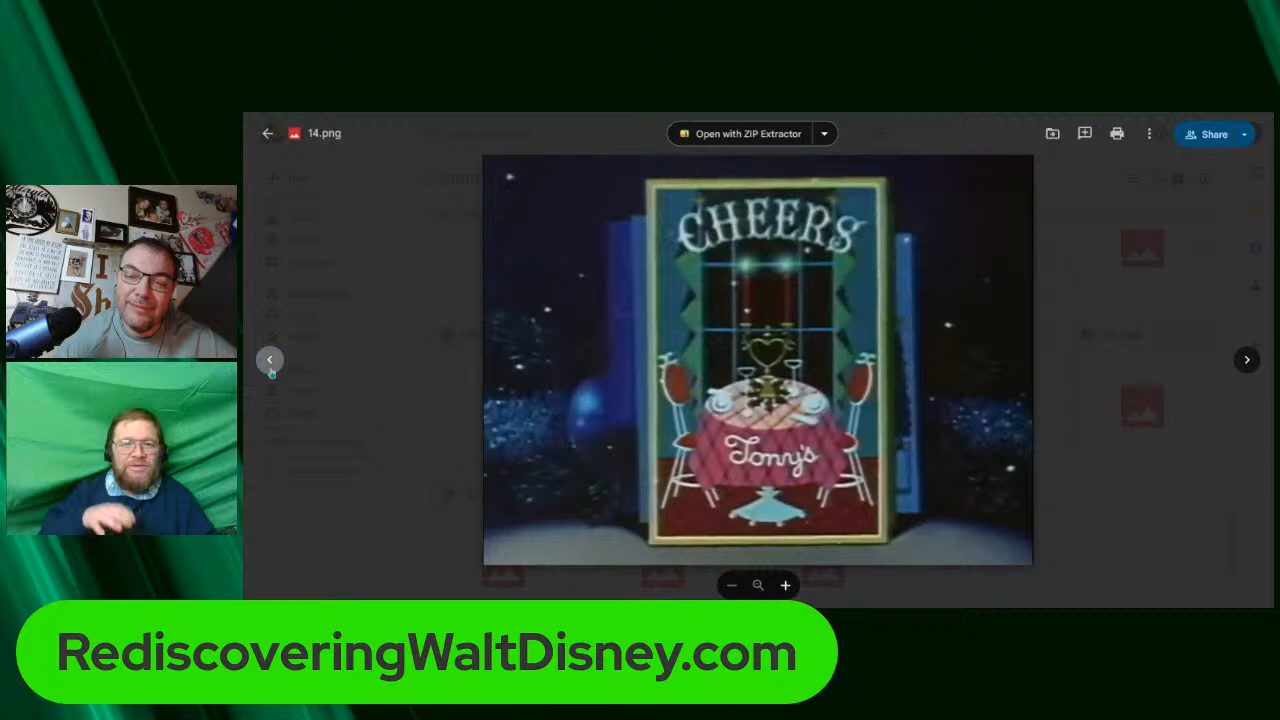 14.png
Open with ZIP Extractor
Share
CHEERS
Tony's
RediscoveringWaltDisney.com